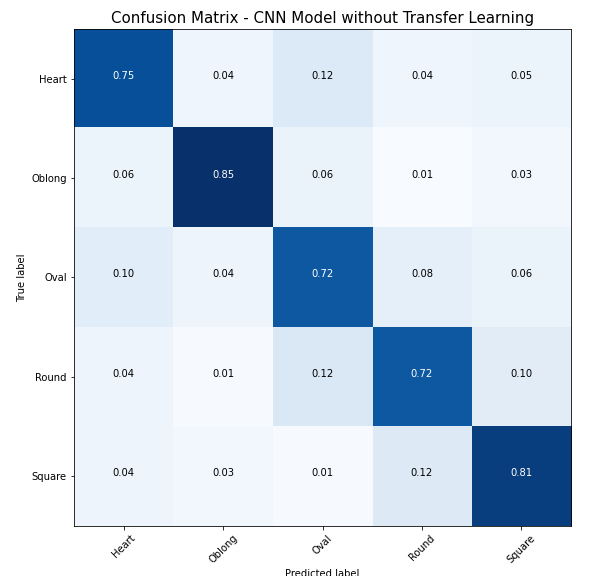 Confusion Matrix - CNN Model without Transfer Learning
Heart 0.75 0.04 0.12 0.04 0.05
Oblong 0.06 0.85 0.06 0.01 0.03
Oval 0.10 0.04 0.72 0.08 0.06
Round 0.04 0.01 0.12 0.72 0.10
Square 0.04 0.03 0.01 0.12 0.81
True label
Heart Oblong Oval Round Square
Predicted label